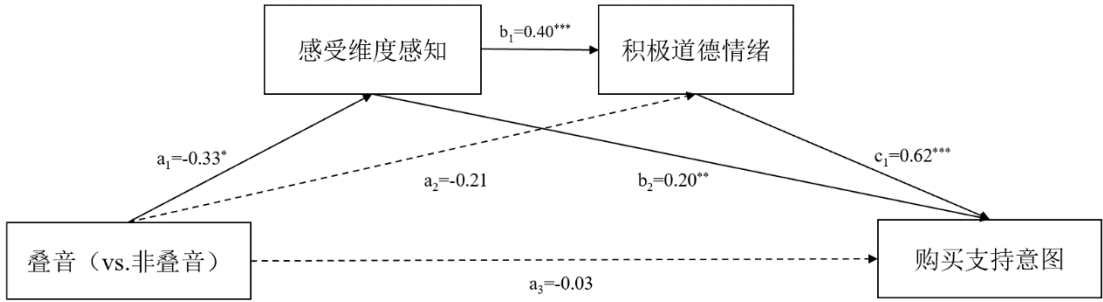 感受维度感知
b₁=0.40***
积极道德情绪
a₁=-0.33*
a₂=-0.21
b₂=0.20**
c₁=0.62***
叠音（vs.非叠音）
a₃=-0.03
购买支持意图